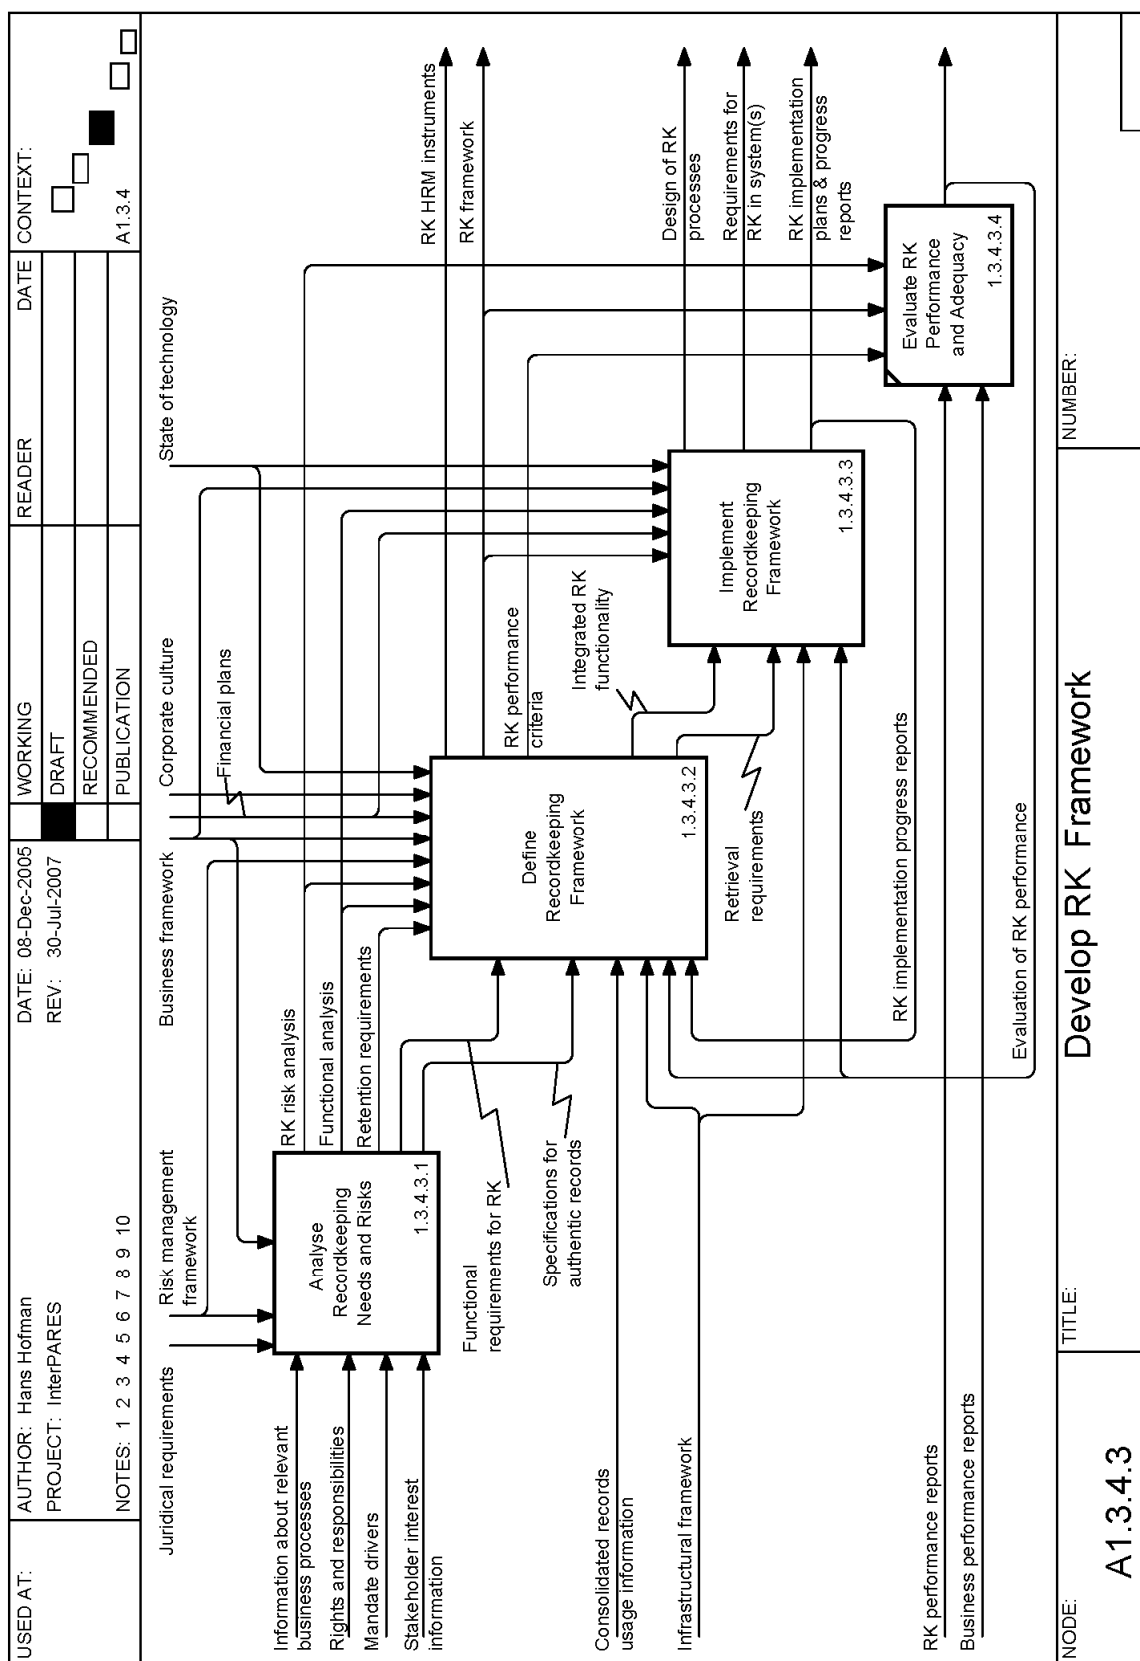 USED AT:
AUTHOR: Hans Hofman
PROJECT: InterPARES
NOTES: 1 2 3 4 5 6 7 8 9 10
DATE: 08-Dec-2005
REV: 30-Jul-2007
WORKING
DRAFT
RECOMMENDED
PUBLICATION
READER
DATE
CONTEXT:
A1.3.4
Juridical requirements
Risk management
framework
Business framework
Corporate culture
Financial plans
State of technology
Information about relevant
business processes
Rights and responsibilities
Mandate drivers
Stakeholder interest
information
Analyse
Recordkeeping
Needs and Risks
1.3.4.3.1
RK risk analysis
Functional analysis
Retention requirements
Functional
requirements for RK
Specifications for
authentic records
Define
Recordkeeping
Framework
1.3.4.3.2
RK HRM instruments
RK framework
RK performance
criteria
Integrated RK
functionality
Retrieval
requirements
Implement
Recordkeeping
Framework
1.3.4.3.3
Design of RK
processes
Requirements for
RK in system(s)
RK implementation
plans & progress
reports
Evaluate RK
Performance
and Adequacy
1.3.4.3.4
Consolidated records
usage information
Infrastructural framework
RK implementation progress reports
Evaluation of RK performance
RK performance reports
Business performance reports
NODE:
A1.3.4.3
TITLE:
Develop RK Framework
NUMBER: